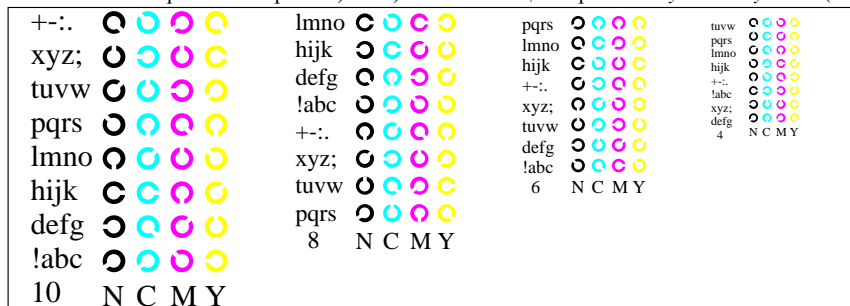 +-:.
xyz;
tuvw
pqrs
lmno
hijk
defg
!abc
10 N C M Y
lmno
hijk
defg
!abc
+-:.
xyz;
tuvw
pqrs
8 N C M Y
pqrs
lmno
hijk
+-:.
xyz;
tuvw
defg
!abc
6 N C M Y
tuvw
pqrs
lmno
hijk
+-:.
!abc
xyz;
defg
4 N C M Y